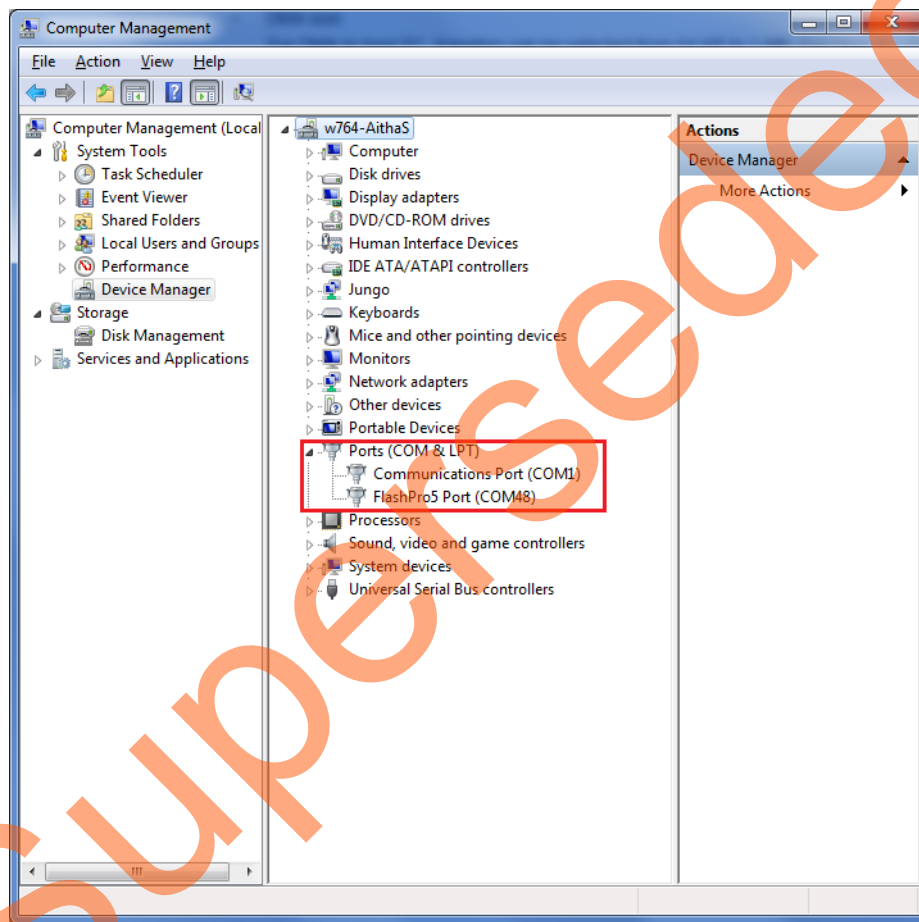 Computer Management
File Action View Help
Computer Management (Local
System Tools
Task Scheduler
Event Viewer
Shared Folders
Local Users and Groups
Performance
Device Manager
Storage
Disk Management
Services and Applications
w764-AithaS
Computer
Disk drives
Display adapters
DVD/CD-ROM drives
Human Interface Devices
IDE ATA/ATAPI controllers
Jungo
Keyboards
Mice and other pointing devices
Monitors
Network adapters
Other devices
Portable Devices
Ports (COM & LPT)
Communications Port (COM1)
FlashPro5 Port (COM48)
Processors
Sound, video and game controllers
System devices
Universal Serial Bus controllers
Actions
Device Manager
More Actions
Superseded